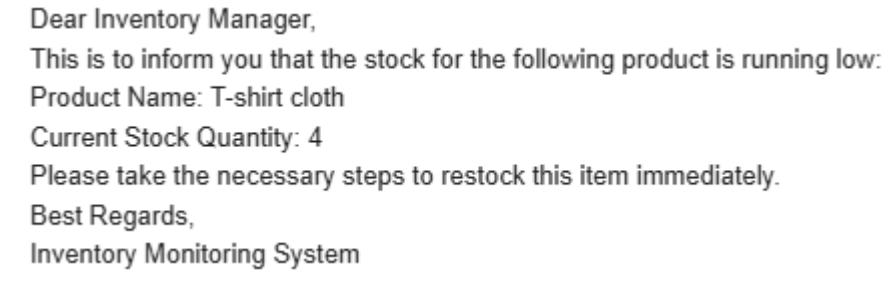 Dear Inventory Manager,
This is to inform you that the stock for the following product is running low:
Product Name: T-shirt cloth
Current Stock Quantity: 4
Please take the necessary steps to restock this item immediately.
Best Regards,
Inventory Monitoring System